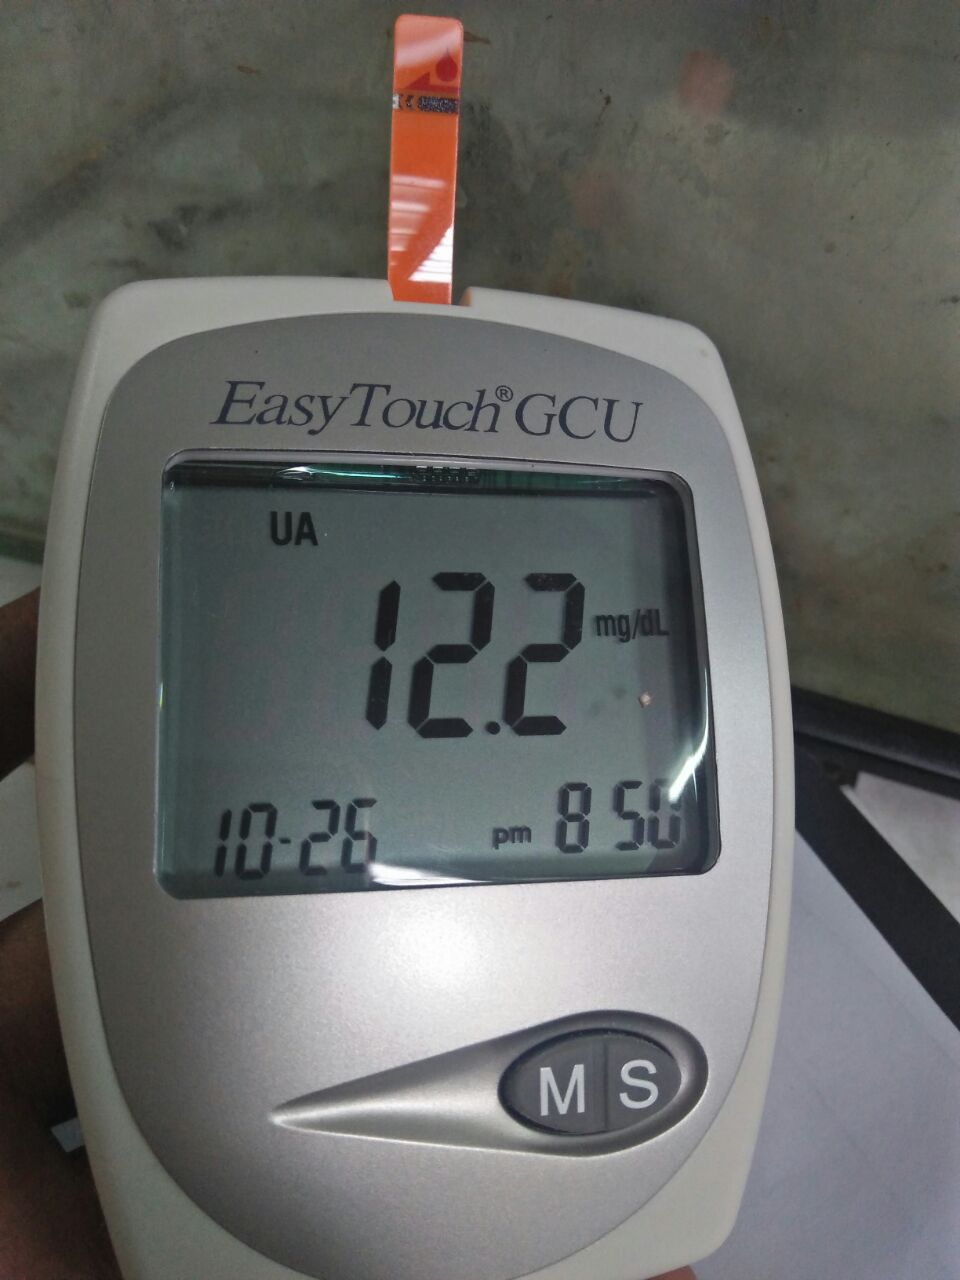 EasyTouch® GCU
UA
12.2 mg/dL
10-26 pm 8 50
M S